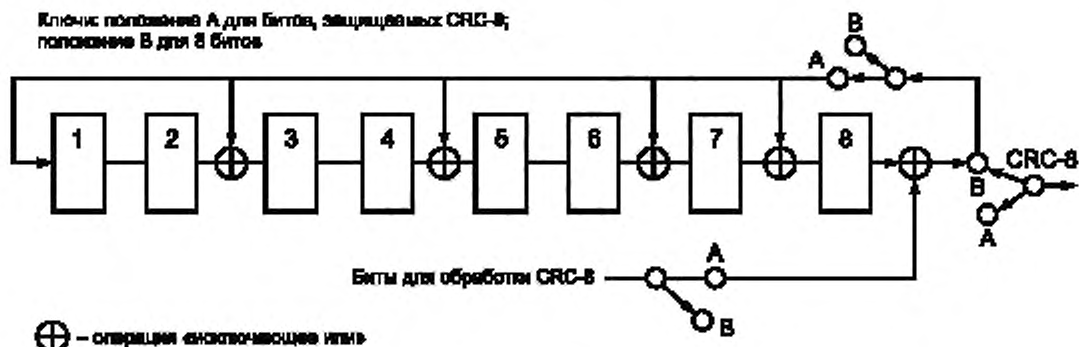 Ключи: положение А для битов, защищаемых CRC-8;
положение В для 8 битов
B
A
1 2 3 4 5 6 7 8
CRC-8
B
A
A
Биты для обработки CRC-8
B
– операция «исключающее или»